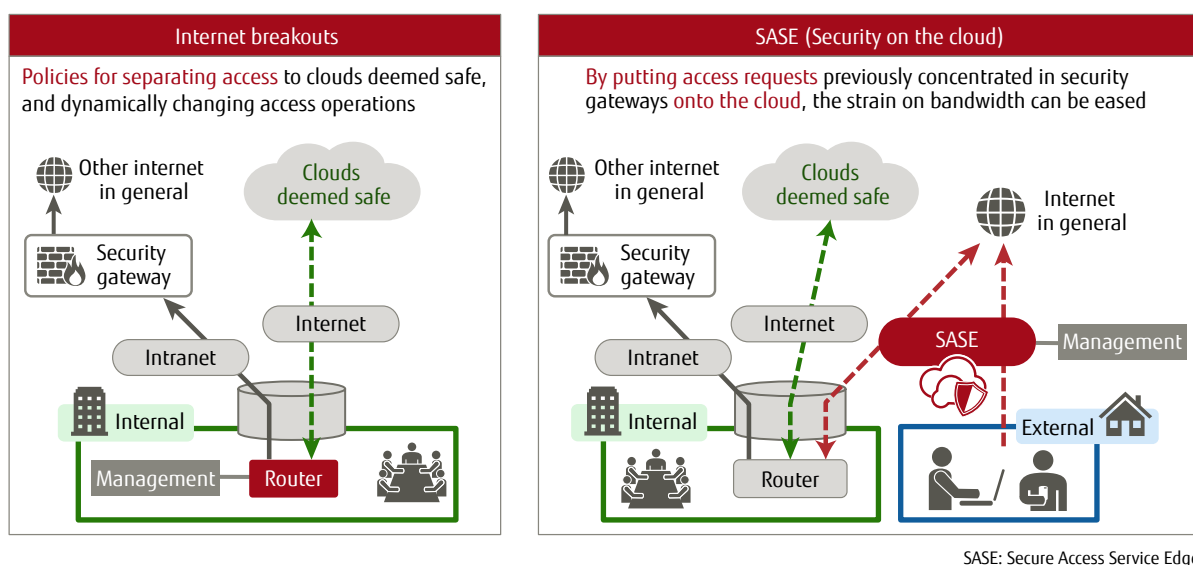 Internet breakouts
Policies for separating access to clouds deemed safe,
and dynamically changing access operations
Other internet
in general
Clouds
deemed safe
Security
gateway
Internet
Intranet
Internal
Management
Router
SASE (Security on the cloud)
By putting access requests previously concentrated in security
gateways onto the cloud, the strain on bandwidth can be eased
Other internet
in general
Clouds
deemed safe
Internet
in general
Security
gateway
Internet
SASE
Management
Intranet
Internal
External
Router
SASE: Secure Access Service Edge